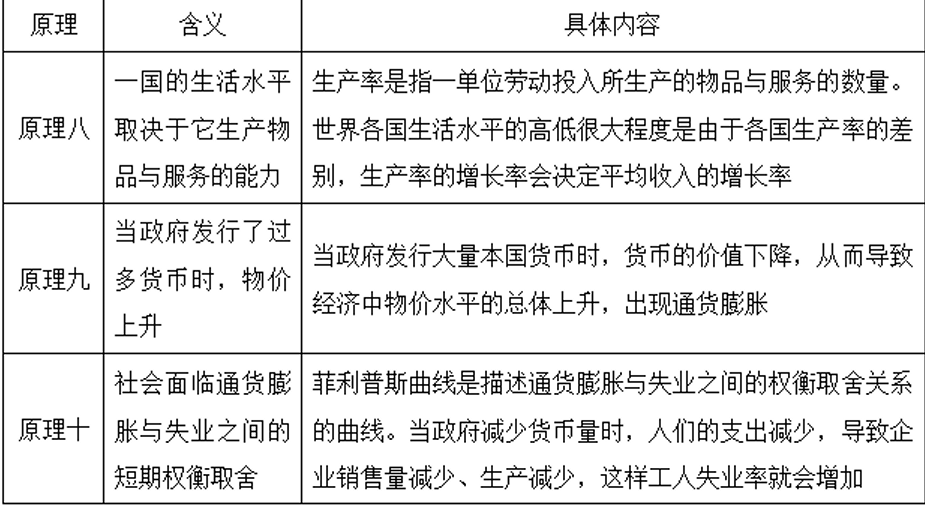 原理 含义 具体内容
原理八
一国的生活水平
取决于它生产物
品与服务的能力
生产率是指一单位劳动投入所生产的物品与服务的数量。
世界各国生活水平的高低很大程度是由于各国生产率的差
别，生产率的增长率会决定平均收入的增长率
原理九
当政府发行了过
多货币时，物价
上升
当政府发行大量本国货币时，货币的价值下降，从而导致
经济中物价水平的总体上升，出现通货膨胀
原理十
社会面临通货膨
胀与失业之间的
短期权衡取舍
菲利普斯曲线是描述通货膨胀与失业之间的权衡取舍关系
的曲线。当政府减少货币量时，人们的支出减少，导致企
业销售量减少、生产减少，这样工人失业率就会增加